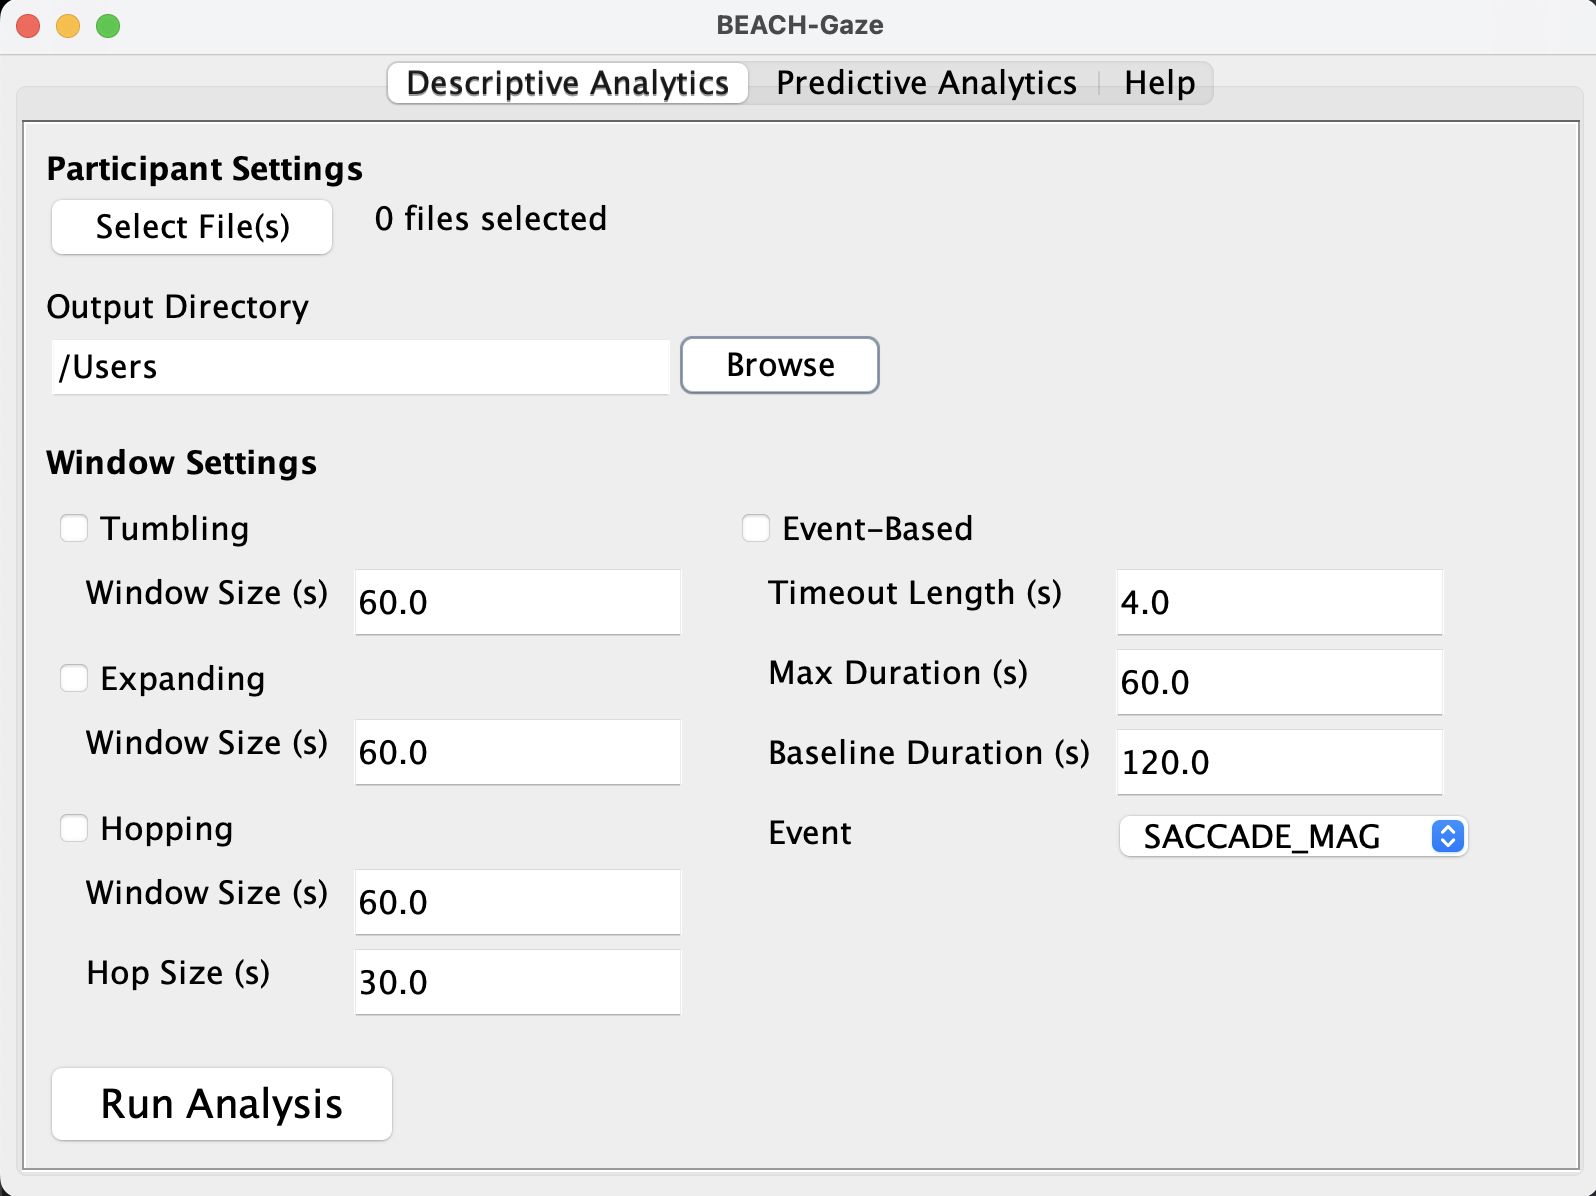 BEACH-Gaze
Descriptive Analytics Predictive Analytics Help
Participant Settings
Select File(s) 0 files selected
Output Directory
/Users Browse
Window Settings
Tumbling
Window Size (s) 60.0
Expanding
Window Size (s) 60.0
Hopping
Window Size (s) 60.0
Hop Size (s) 30.0
Event-Based
Timeout Length (s) 4.0
Max Duration (s) 60.0
Baseline Duration (s) 120.0
Event SACCADE_MAG
Run Analysis